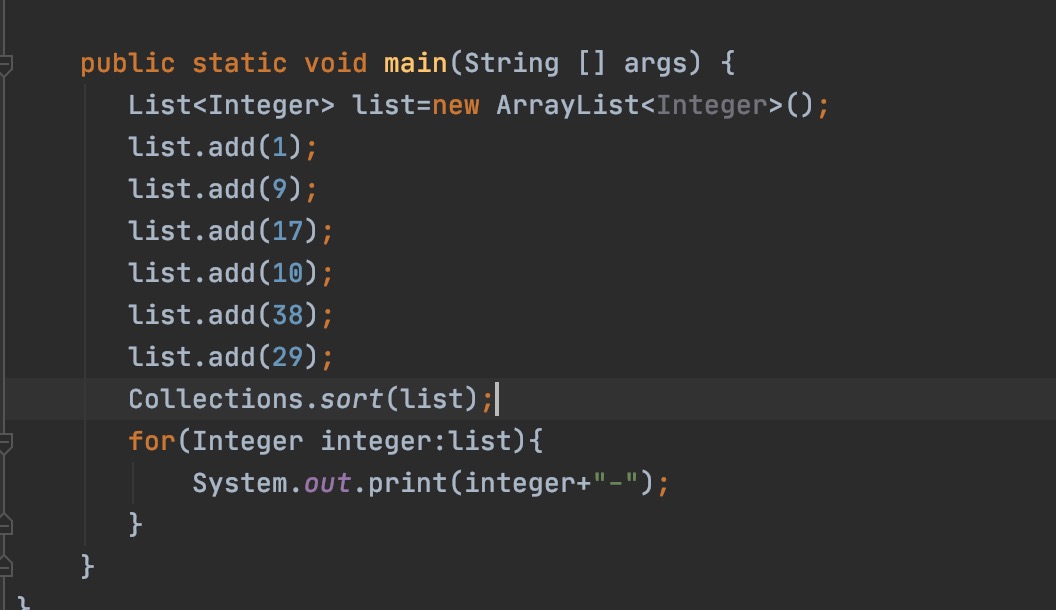 public static void main(String [] args) {
List<Integer> list=new ArrayList<Integer>();
list.add(1);
list.add(9);
list.add(17);
list.add(10);
list.add(38);
list.add(29);
Collections.sort(list);
for(Integer integer:list){
System.out.print(integer+"-");
}
}
}